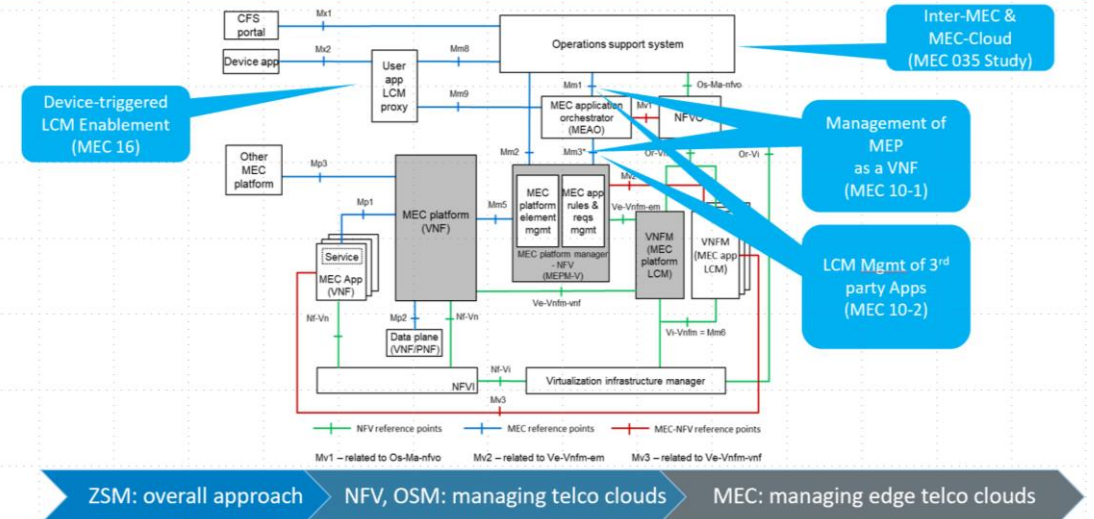 CFS
portal
Mx1
Device app
Mx2
User
app
LCM
proxy
Mm8
Mm9
Operations support system
Inter-MEC &
MEC-Cloud
(MEC 035 Study)
Device-triggered
LCM Enablement
(MEC 16)
Mm1
Os-Ma-nfvo
MEC application
orchestrator
(MEAO)
Mv1
NFVO
Management of
MEP
as a VNF
(MEC 10-1)
Other
MEC
platform
Mp3
Mm2
Mm3*
Or-Vi
Mp1
MEC platform
(VNF)
Mm5
MEC
platform
element
mgmt
MEC app
rules &
reqs
mgmt
MEC platform manager
- NFV
(MEPM-V)
Ve-Vnfm-em
VNFM
(MEC
platform
LCM)
VNFM
(MEC app
LCM)
LCM Mgmt of 3rd
party Apps
(MEC 10-2)
Service
MEC App
(VNF)
Ve-Vnfm-vnf
Nf-Vn
Mp2
Nf-Vn
Vi-Vnfm = Mm6
Data plane
(VNF/PNF)
NFVI
Nf-Vi
Virtualization infrastructure manager
Mv3
NFV reference points
MEC reference points
MEC-NFV reference points
Mv1 – related to Os-Ma-nfvo
Mv2 – related to Ve-Vnfm-em
Mv3 – related to Ve-Vnfm-vnf
ZSM: overall approach
NFV, OSM: managing telco clouds
MEC: managing edge telco clouds